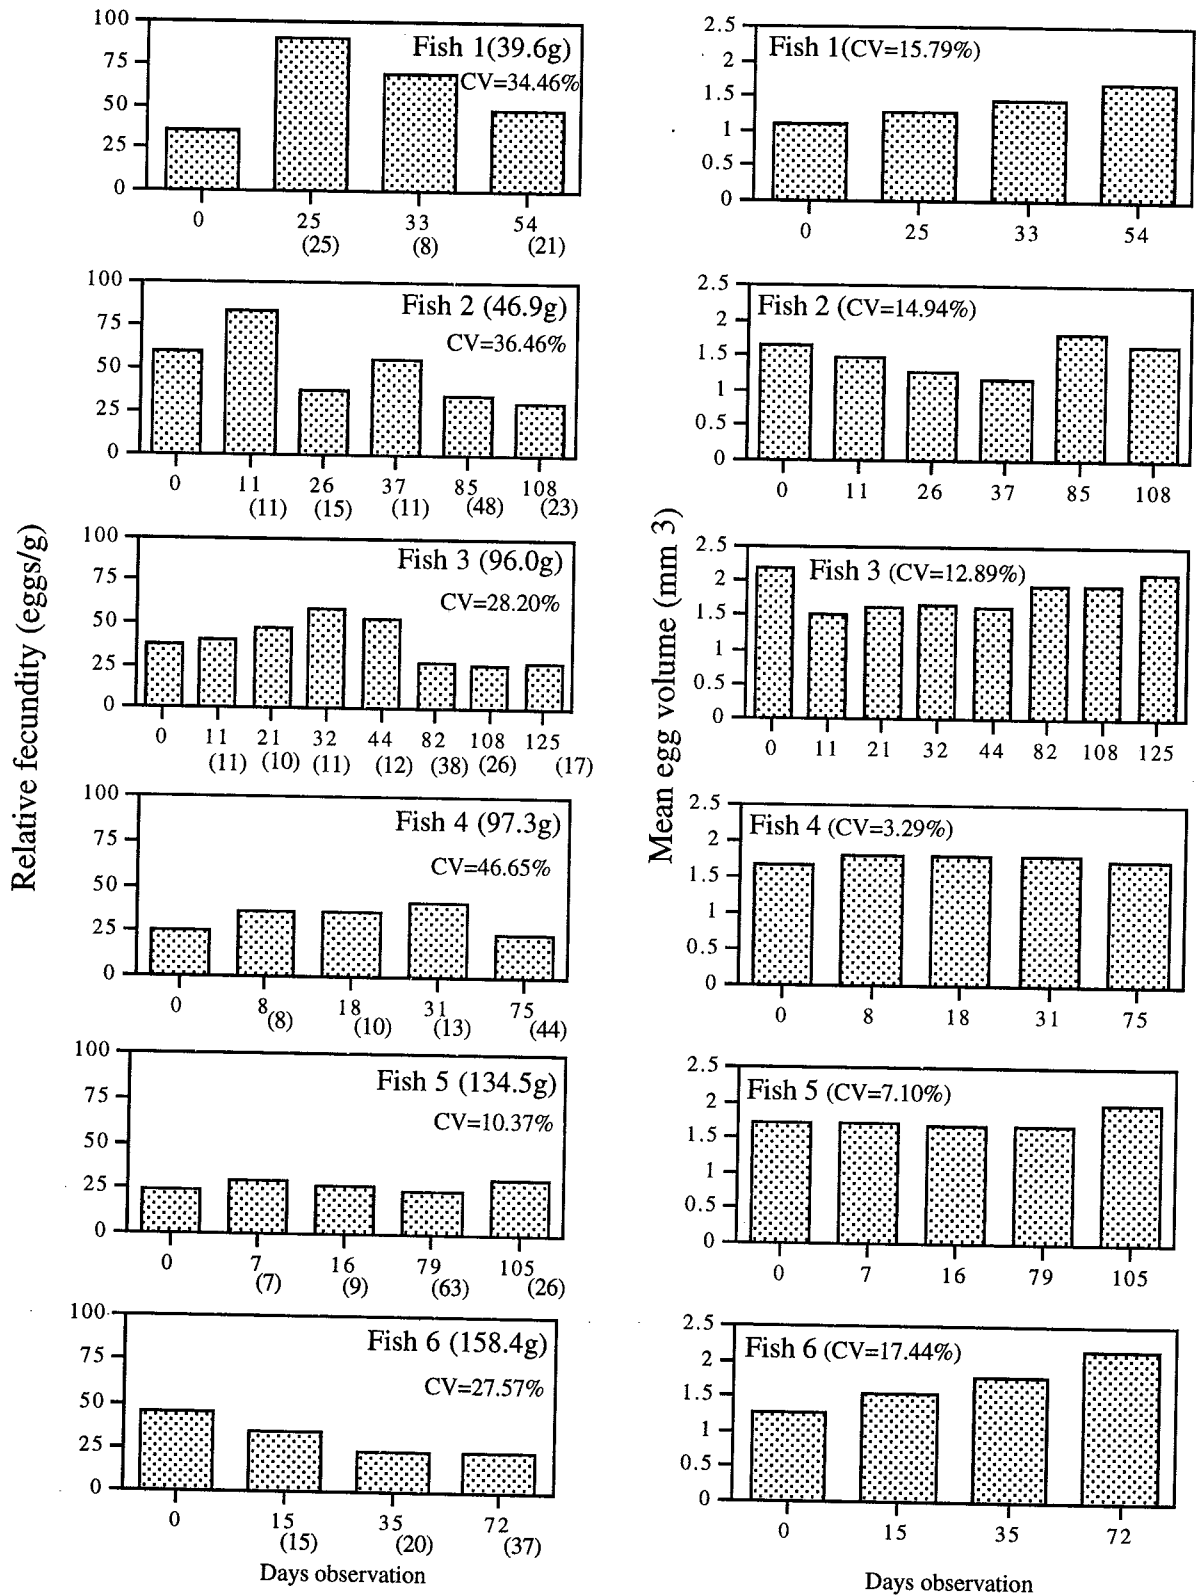 Relative fecundity (eggs/g)
100
75
50
25
0
Fish 1(39.6g)
CV=34.46%
0 25 33 54
(25) (8) (21)
100
75
50
25
0
Fish 2 (46.9g)
CV=36.46%
0 11 26 37 85 108
(11) (15) (11) (48) (23)
100
75
50
25
0
Fish 3 (96.0g)
CV=28.20%
0 11 21 32 44 82 108 125
(11) (10) (11) (12) (38) (26) (17)
100
75
50
25
0
Fish 4 (97.3g)
CV=46.65%
0 8 18 31 75
(8) (10) (13) (44)
100
75
50
25
0
Fish 5 (134.5g)
CV=10.37%
0 7 16 79 105
(7) (9) (63) (26)
100
75
50
25
0
Fish 6 (158.4g)
CV=27.57%
0 15 35 72
(15) (20) (37)
Days observation
Mean egg volume (mm 3)
2.5
2
1.5
1
0.5
0
Fish 1(CV=15.79%)
0 25 33 54
2.5
2
1.5
1
0.5
0
Fish 2 (CV=14.94%)
0 11 26 37 85 108
2.5
2
1.5
1
0.5
0
Fish 3 (CV=12.89%)
0 11 21 32 44 82 108 125
2.5
2
1.5
1
0.5
0
Fish 4 (CV=3.29%)
0 8 18 31 75
2.5
2
1.5
1
0.5
0
Fish 5 (CV=7.10%)
0 7 16 79 105
2.5
2
1.5
1
0.5
0
Fish 6 (CV=17.44%)
0 15 35 72
Days observation